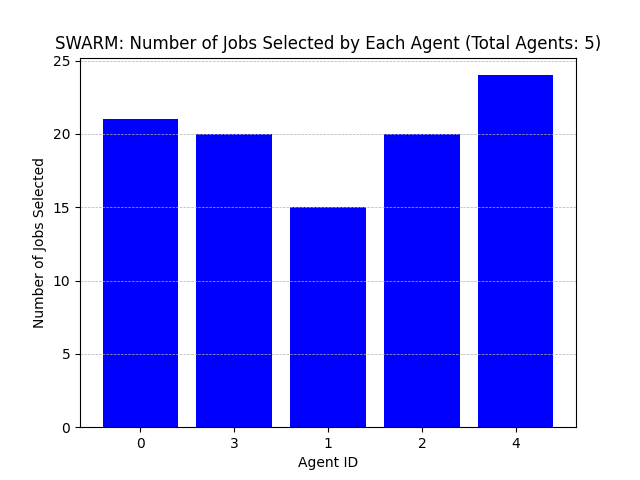 SWARM: Number of Jobs Selected by Each Agent (Total Agents: 5)
25
20
15
10
5
0
Number of Jobs Selected
0 3 1 2 4
Agent ID